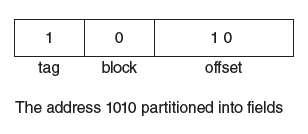 1 0 1 0
tag block offset
The address 1010 partitioned into fields